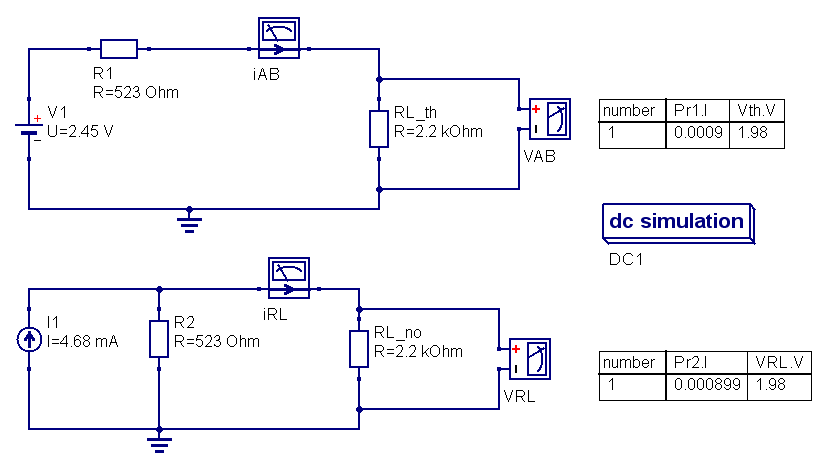 iAB
R1
R=523 Ohm
V1
U=2.45 V
RL_th
R=2.2 kOhm
VAB
number Pr1.I Vth.V
1 0.0009 1.98
dc simulation
DC1
iRL
I1
I=4.68 mA
R2
R=523 Ohm
RL_no
R=2.2 kOhm
VRL
number Pr2.I VRL.V
1 0.000899 1.98